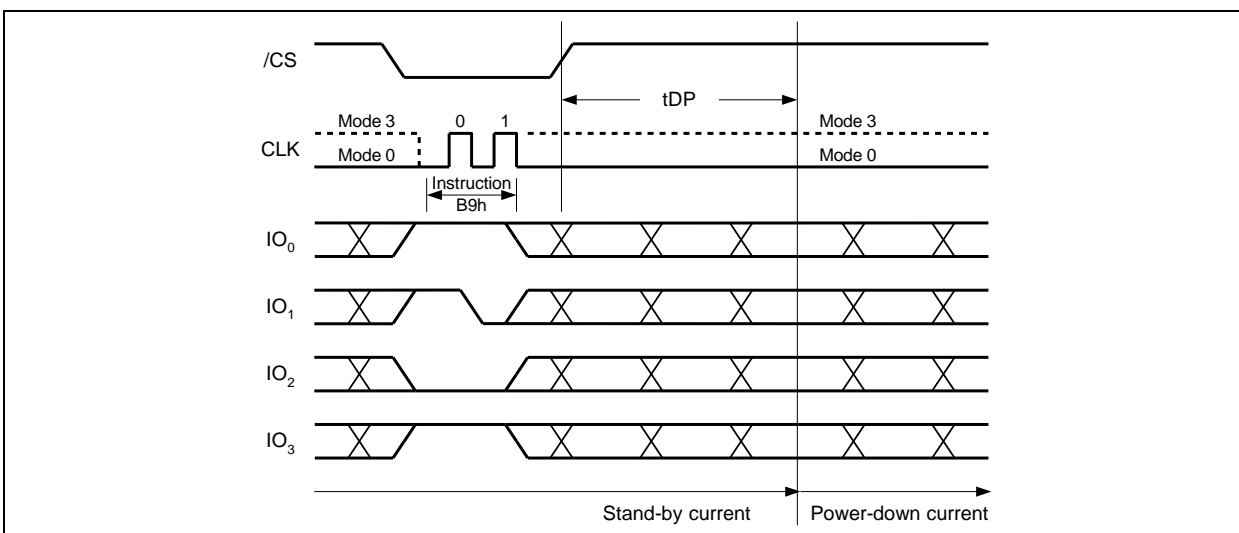 /CS
tDP
Mode 3 0 1 Mode 3
CLK
Mode 0 Mode 0
Instruction
B9h
IO0
IO1
IO2
IO3
Stand-by current Power-down current